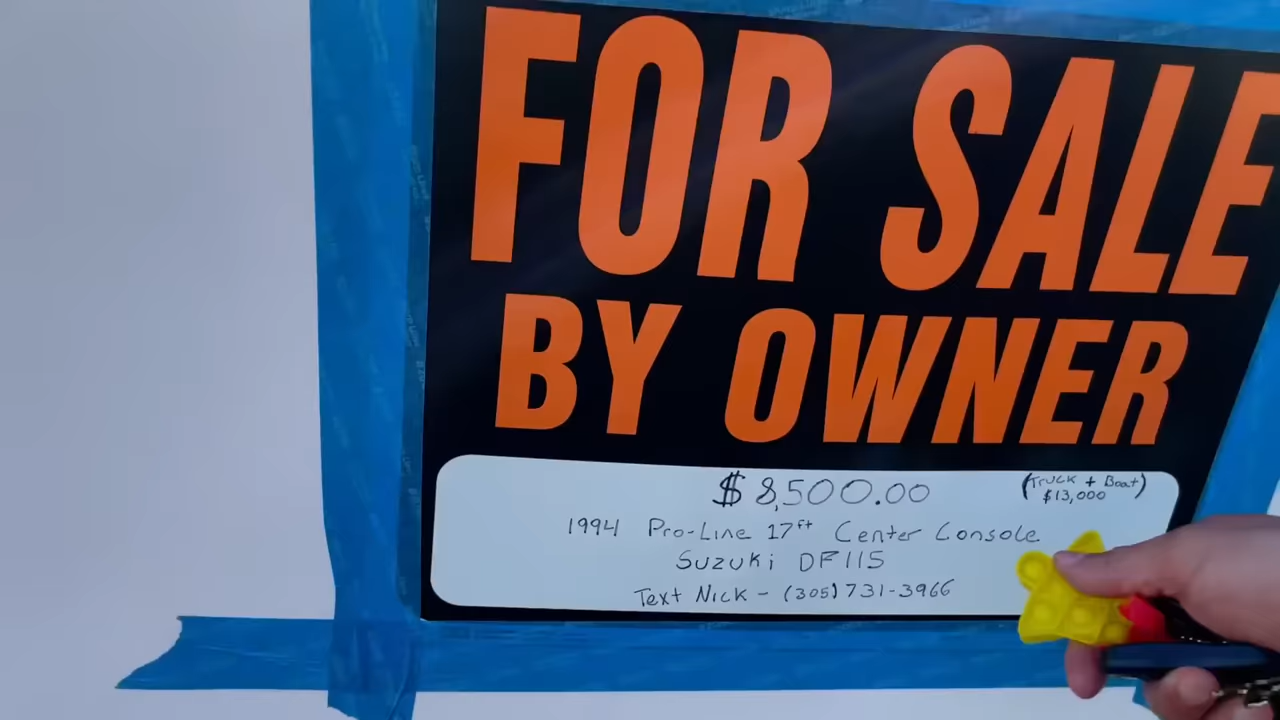 FOR SALE
BY OWNER
$8,500.00
(Truck + Boat)
$13,000
1994 Pro-Line 17ft Center Console
Suzuki DF115
Text Nick - (305)731-3966